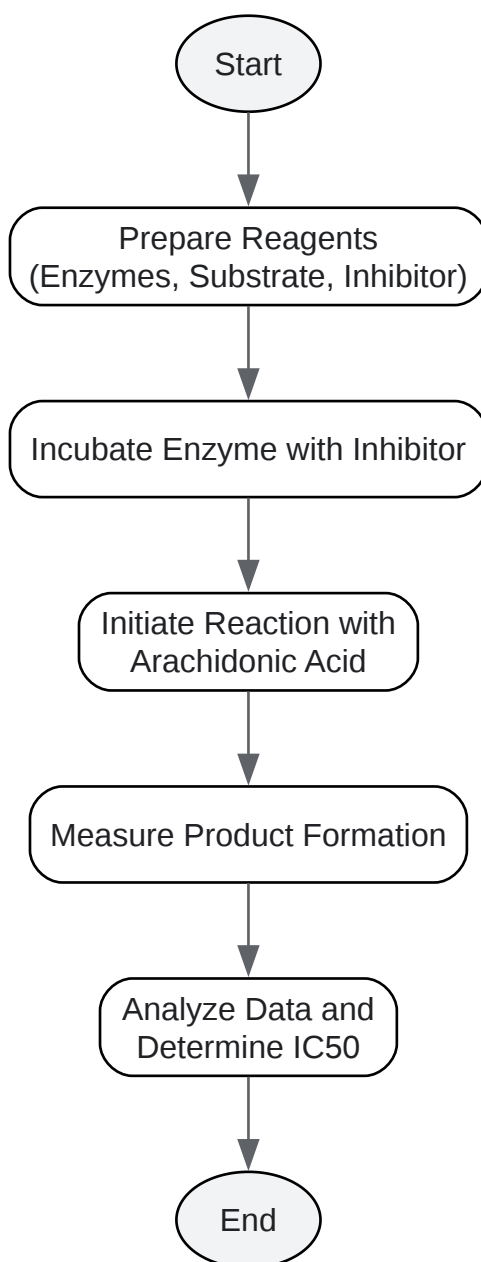 Start
Prepare Reagents
(Enzymes, Substrate, Inhibitor)
Incubate Enzyme with Inhibitor
Initiate Reaction with
Arachidonic Acid
Measure Product Formation
Analyze Data and
Determine IC50
End